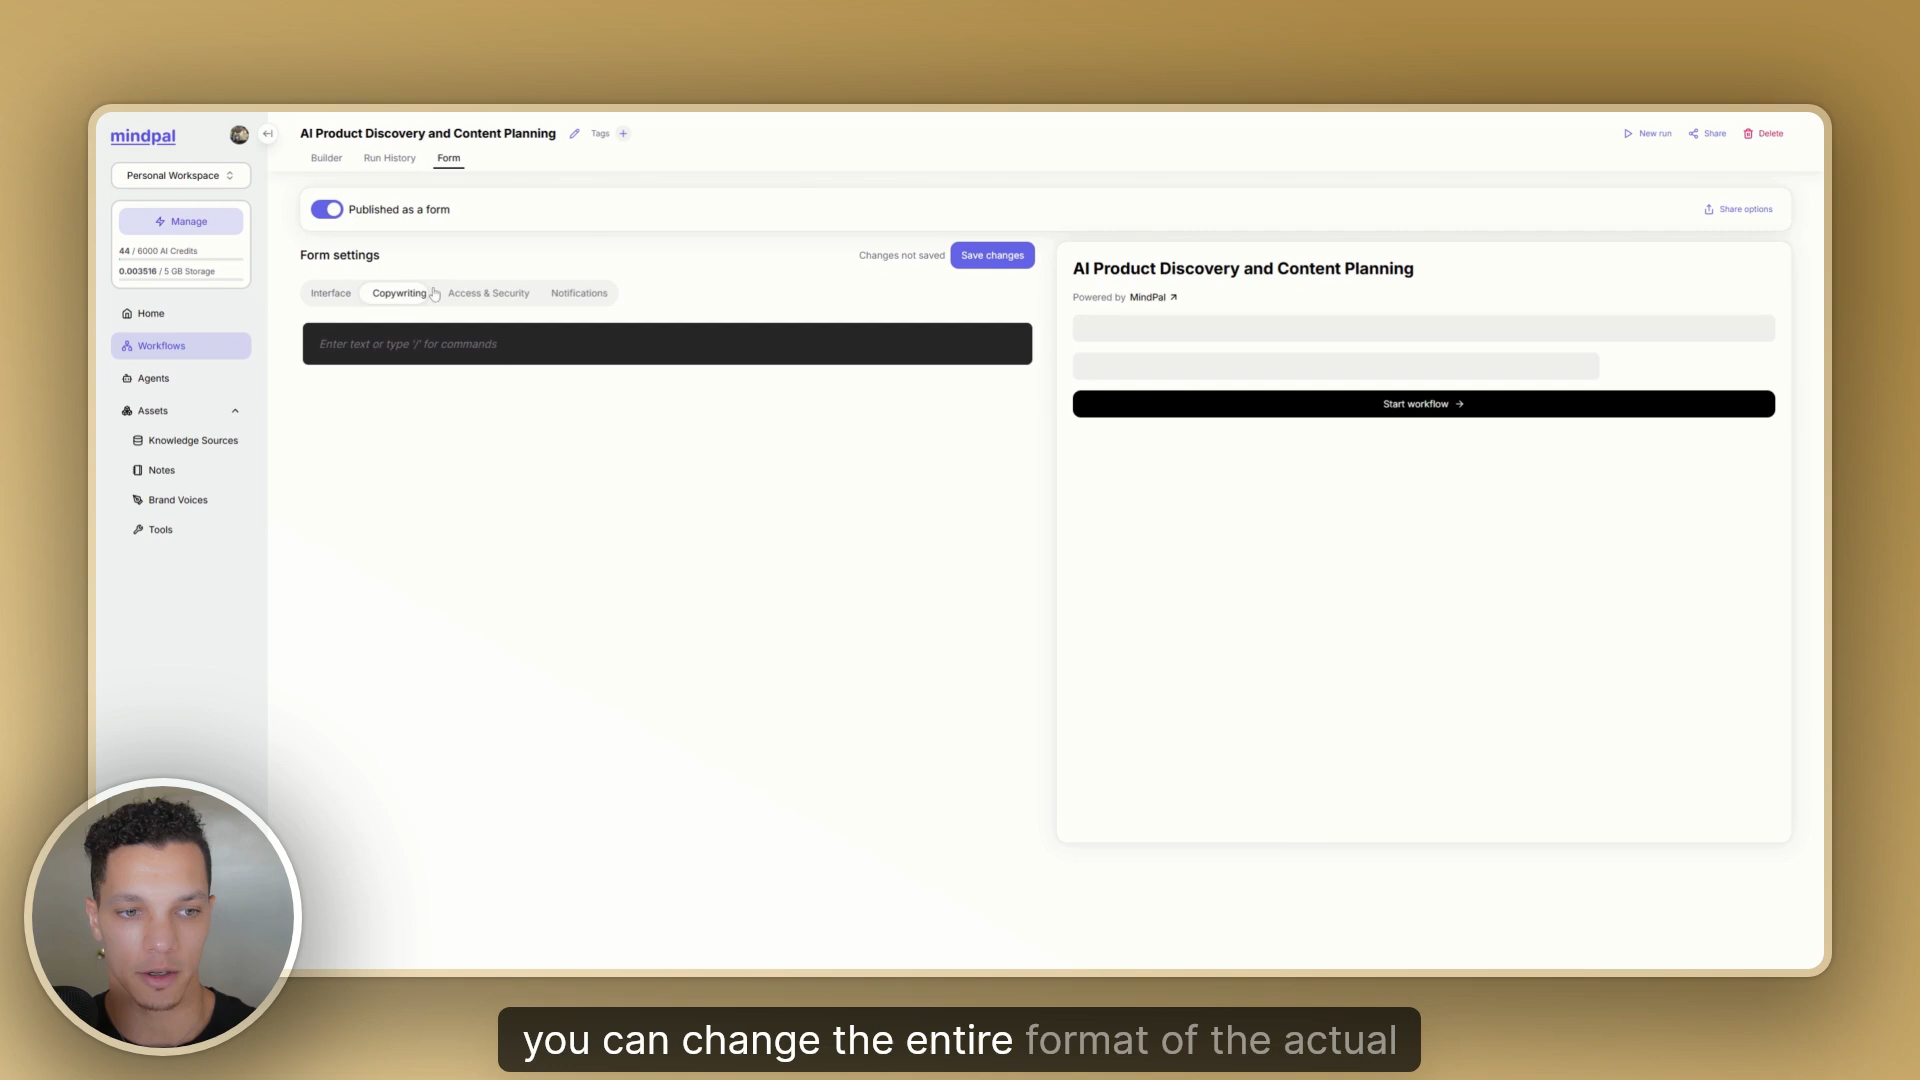 mindpal
Personal Workspace
Manage
44 / 6000 AI Credits
0.003516 / 5 GB Storage
Home
Workflows
Agents
Assets
Knowledge Sources
Notes
Brand Voices
Tools
AI Product Discovery and Content Planning
Tags
New run
Share
Delete
Builder
Run History
Form
Published as a form
Share options
Form settings
Changes not saved
Save changes
Interface
Copywriting
Access & Security
Notifications
Enter text or type '/' for commands
AI Product Discovery and Content Planning
Powered by MindPal
Start workflow
you can change the entire format of the actual